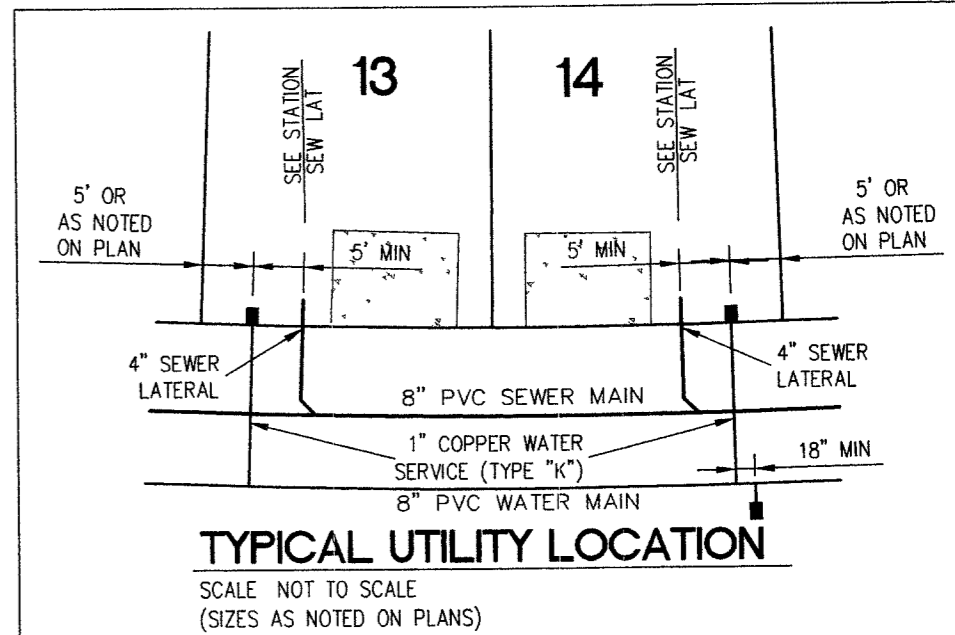 13
14
SEE STATION
SEW LAT
SEE STATION
SEW LAT
5' OR
AS NOTED
ON PLAN
5' MIN
5' MIN
5' OR
AS NOTED
ON PLAN
4" SEWER
LATERAL
4" SEWER
LATERAL
8" PVC SEWER MAIN
1" COPPER WATER
SERVICE (TYPE "K")
18" MIN
8" PVC WATER MAIN
TYPICAL UTILITY LOCATION
SCALE NOT TO SCALE
(SIZES AS NOTED ON PLANS)